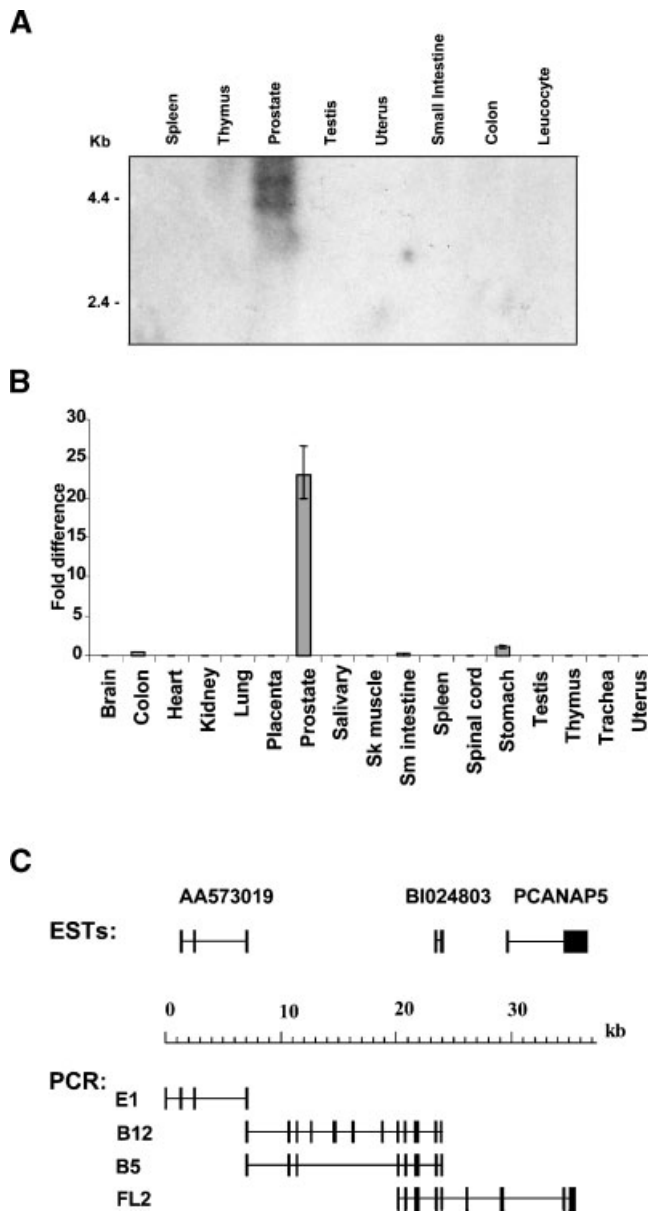 A
Spleen
Thymus
Prostate
Testis
Uterus
Small Intestine
Colon
Leucocyte
Kb
4.4 -
2.4 -
B
Fold difference
30
25
20
15
10
5
0
Brain
Colon
Heart
Kidney
Lung
Placenta
Prostate
Salivary
Sk muscle
Sm intestine
Spleen
Spinal cord
Stomach
Testis
Thymus
Trachea
Uterus
C
AA573019 BI024803 PCANAP5
ESTs:
0 10 20 30
kb
PCR:
E1
B12
B5
FL2